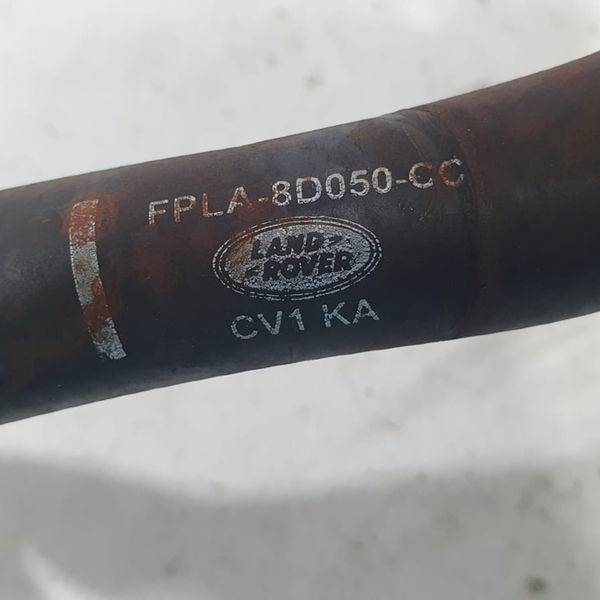 FPLA-8D050-CC
LAND
ROVER
CV1 KA